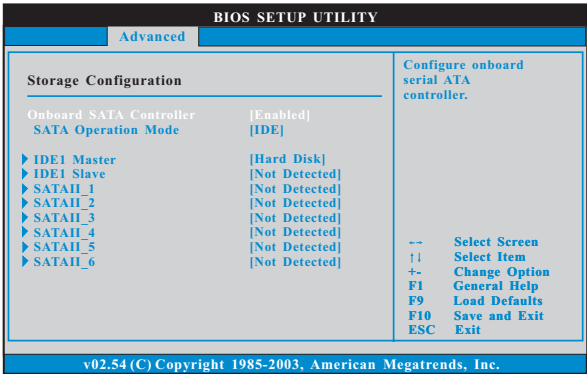 BIOS SETUP UTILITY
Advanced
Storage Configuration
Onboard SATA Controller [Enabled]
SATA Operation Mode [IDE]
IDE1 Master [Hard Disk]
IDE1 Slave [Not Detected]
SATAII_1 [Not Detected]
SATAII_2 [Not Detected]
SATAII_3 [Not Detected]
SATAII_4 [Not Detected]
SATAII_5 [Not Detected]
SATAII_6 [Not Detected]
Configure onboard
serial ATA
controller.
←→ Select Screen
↑↓ Select Item
+- Change Option
F1 General Help
F9 Load Defaults
F10 Save and Exit
ESC Exit
v02.54 (C) Copyright 1985-2003, American Megatrends, Inc.